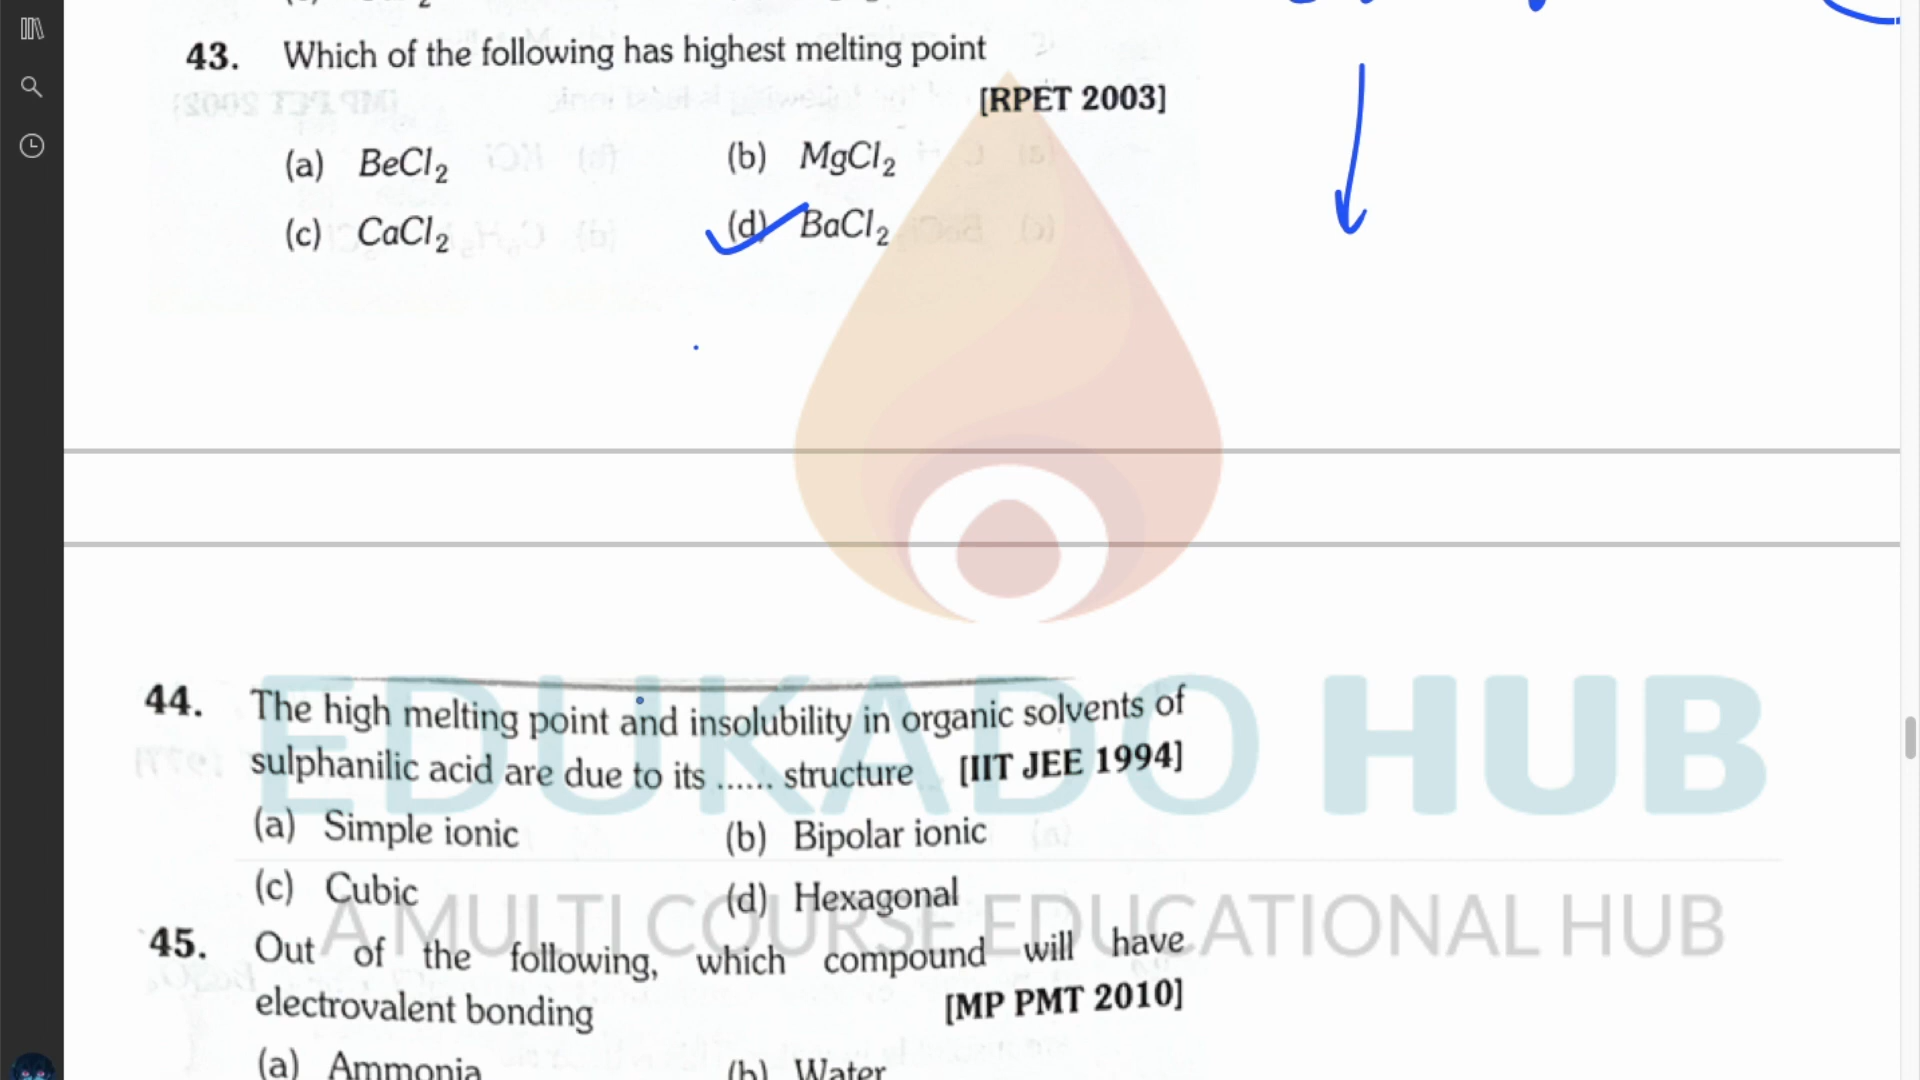 43. Which of the following has highest melting point
[RPET 2003]
(a) BeCl₂ (b) MgCl₂
(c) CaCl₂ (d) BaCl₂
44. The high melting point and insolubility in organic solvents of
sulphanilic acid are due to its ...... structure [IIT JEE 1994]
(a) Simple ionic (b) Bipolar ionic
(c) Cubic (d) Hexagonal
45. Out of the following, which compound will have
electrovalent bonding [MP PMT 2010]
(a) Ammonia (b) Water
EDUKADO HUB
A MULTI COURSE EDUCATIONAL HUB